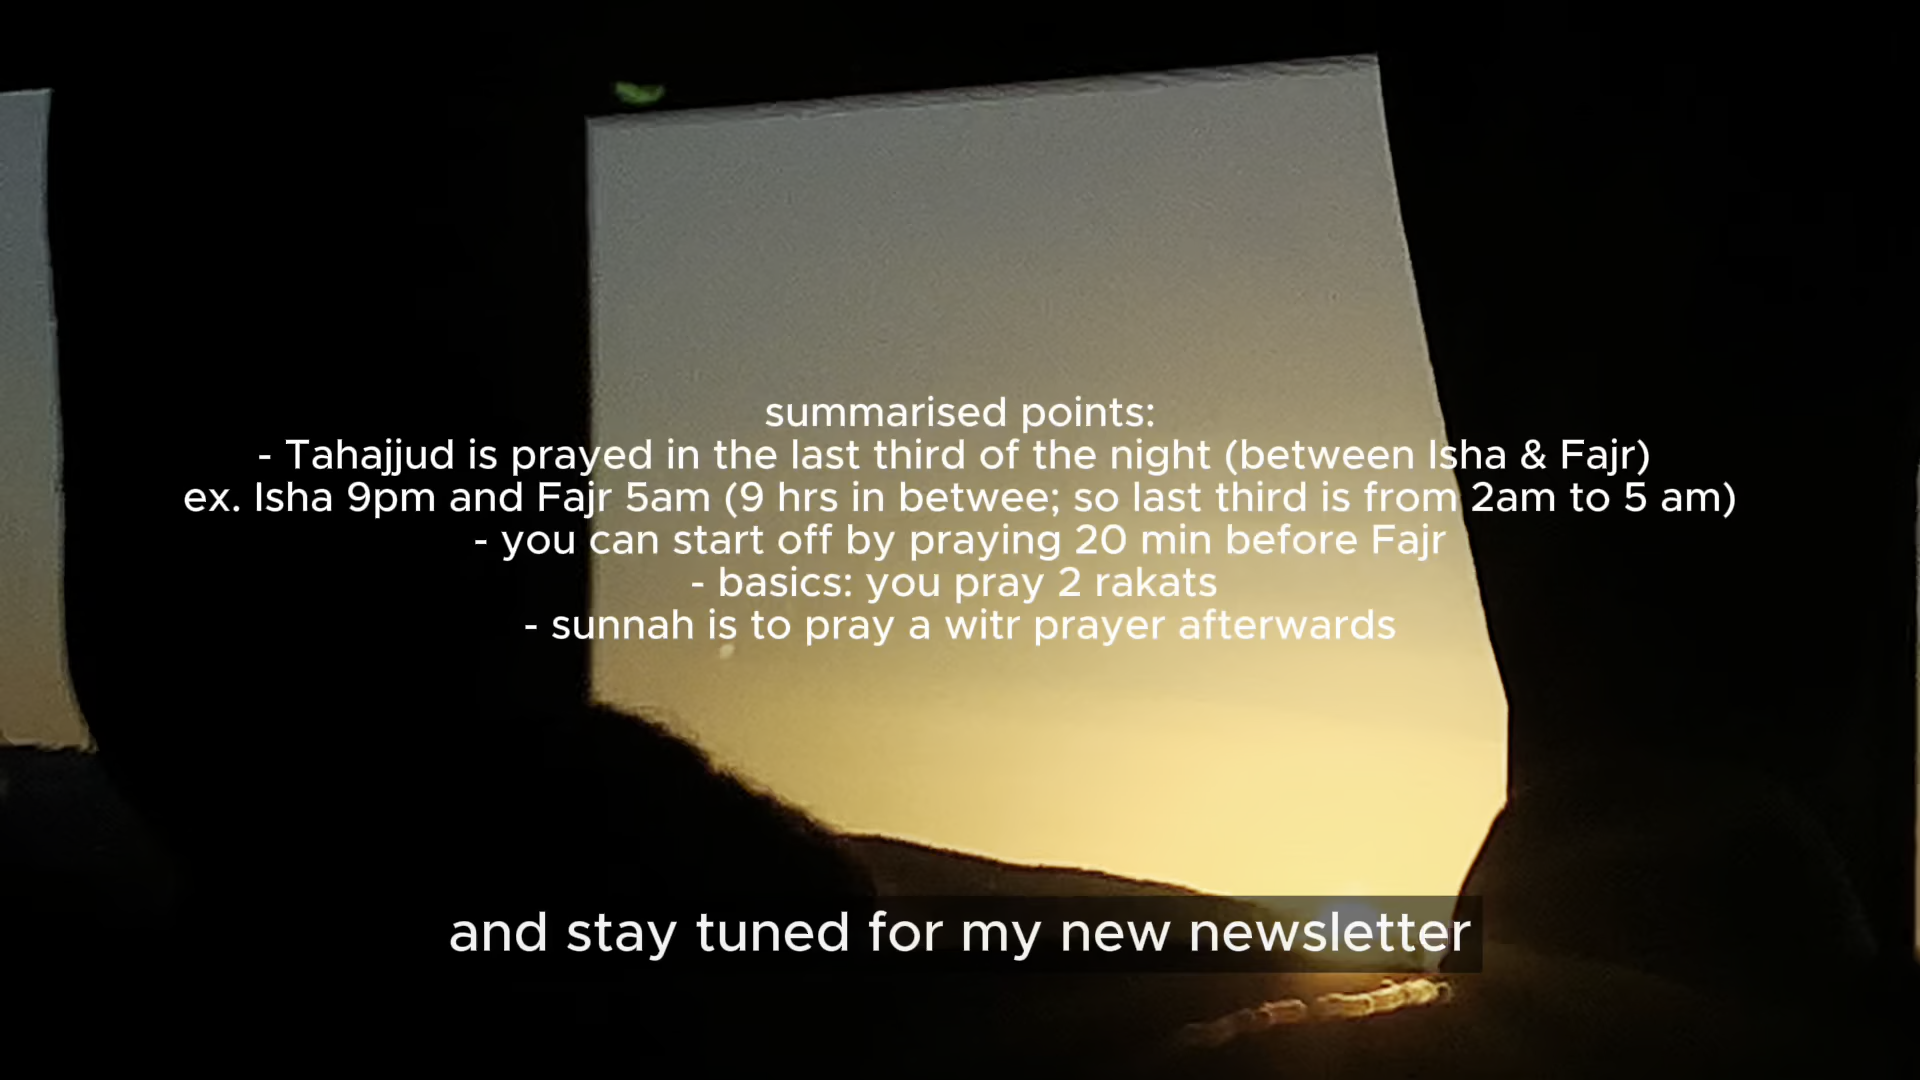 summarised points:
- Tahajjud is prayed in the last third of the night (between Isha & Fajr)
ex. Isha 9pm and Fajr 5am (9 hrs in betwee; so last third is from 2am to 5 am)
- you can start off by praying 20 min before Fajr
- basics: you pray 2 rakats
- sunnah is to pray a witr prayer afterwards
and stay tuned for my new newsletter